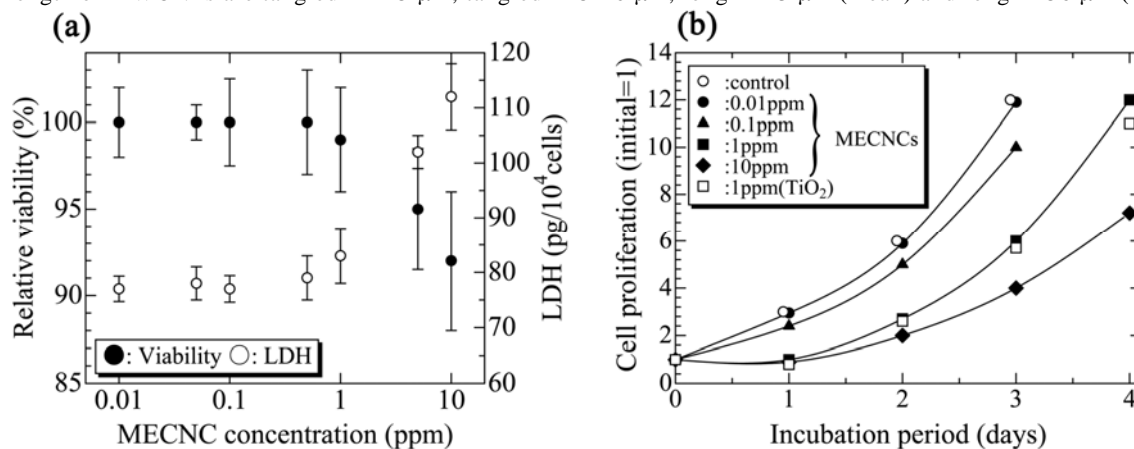 (a)
120
110
100
90
80
70
60
100
95
90
85
Relative viability (%)
LDH (pg/10⁴cells)
●: Viability ○: LDH
0.01 0.1 1 10
MECNC concentration (ppm)
(b)
14
12
10
8
6
4
2
0
Cell proliferation (initial=1)
○ :control
● :0.01ppm
▲ :0.1ppm
■ :1ppm
◆ :10ppm
MECNCs
□ :1ppm(TiO₂)
0 1 2 3 4
Incubation period (days)